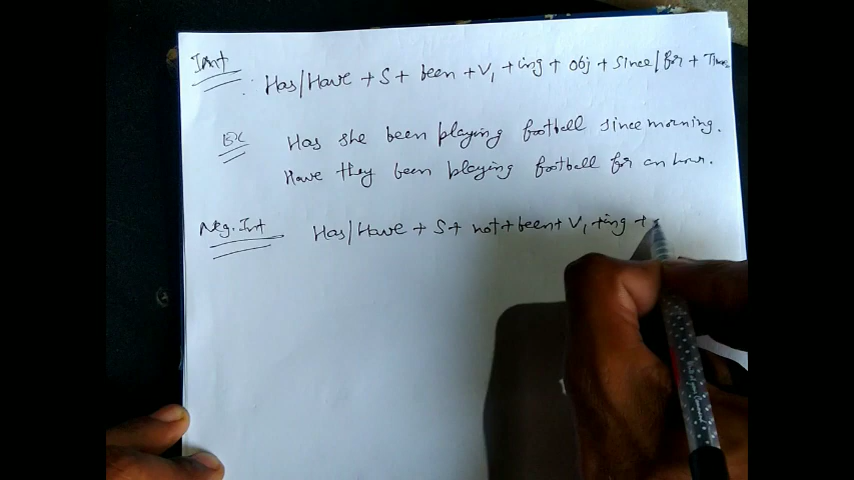 Int
Has/Have + S + been + V1 + ing + obj + since/for + Time
Ex Has she been playing football since morning.
Have they been playing football for an hour.
Neg. Int Has/Have + S + not + been + V1 + ing +